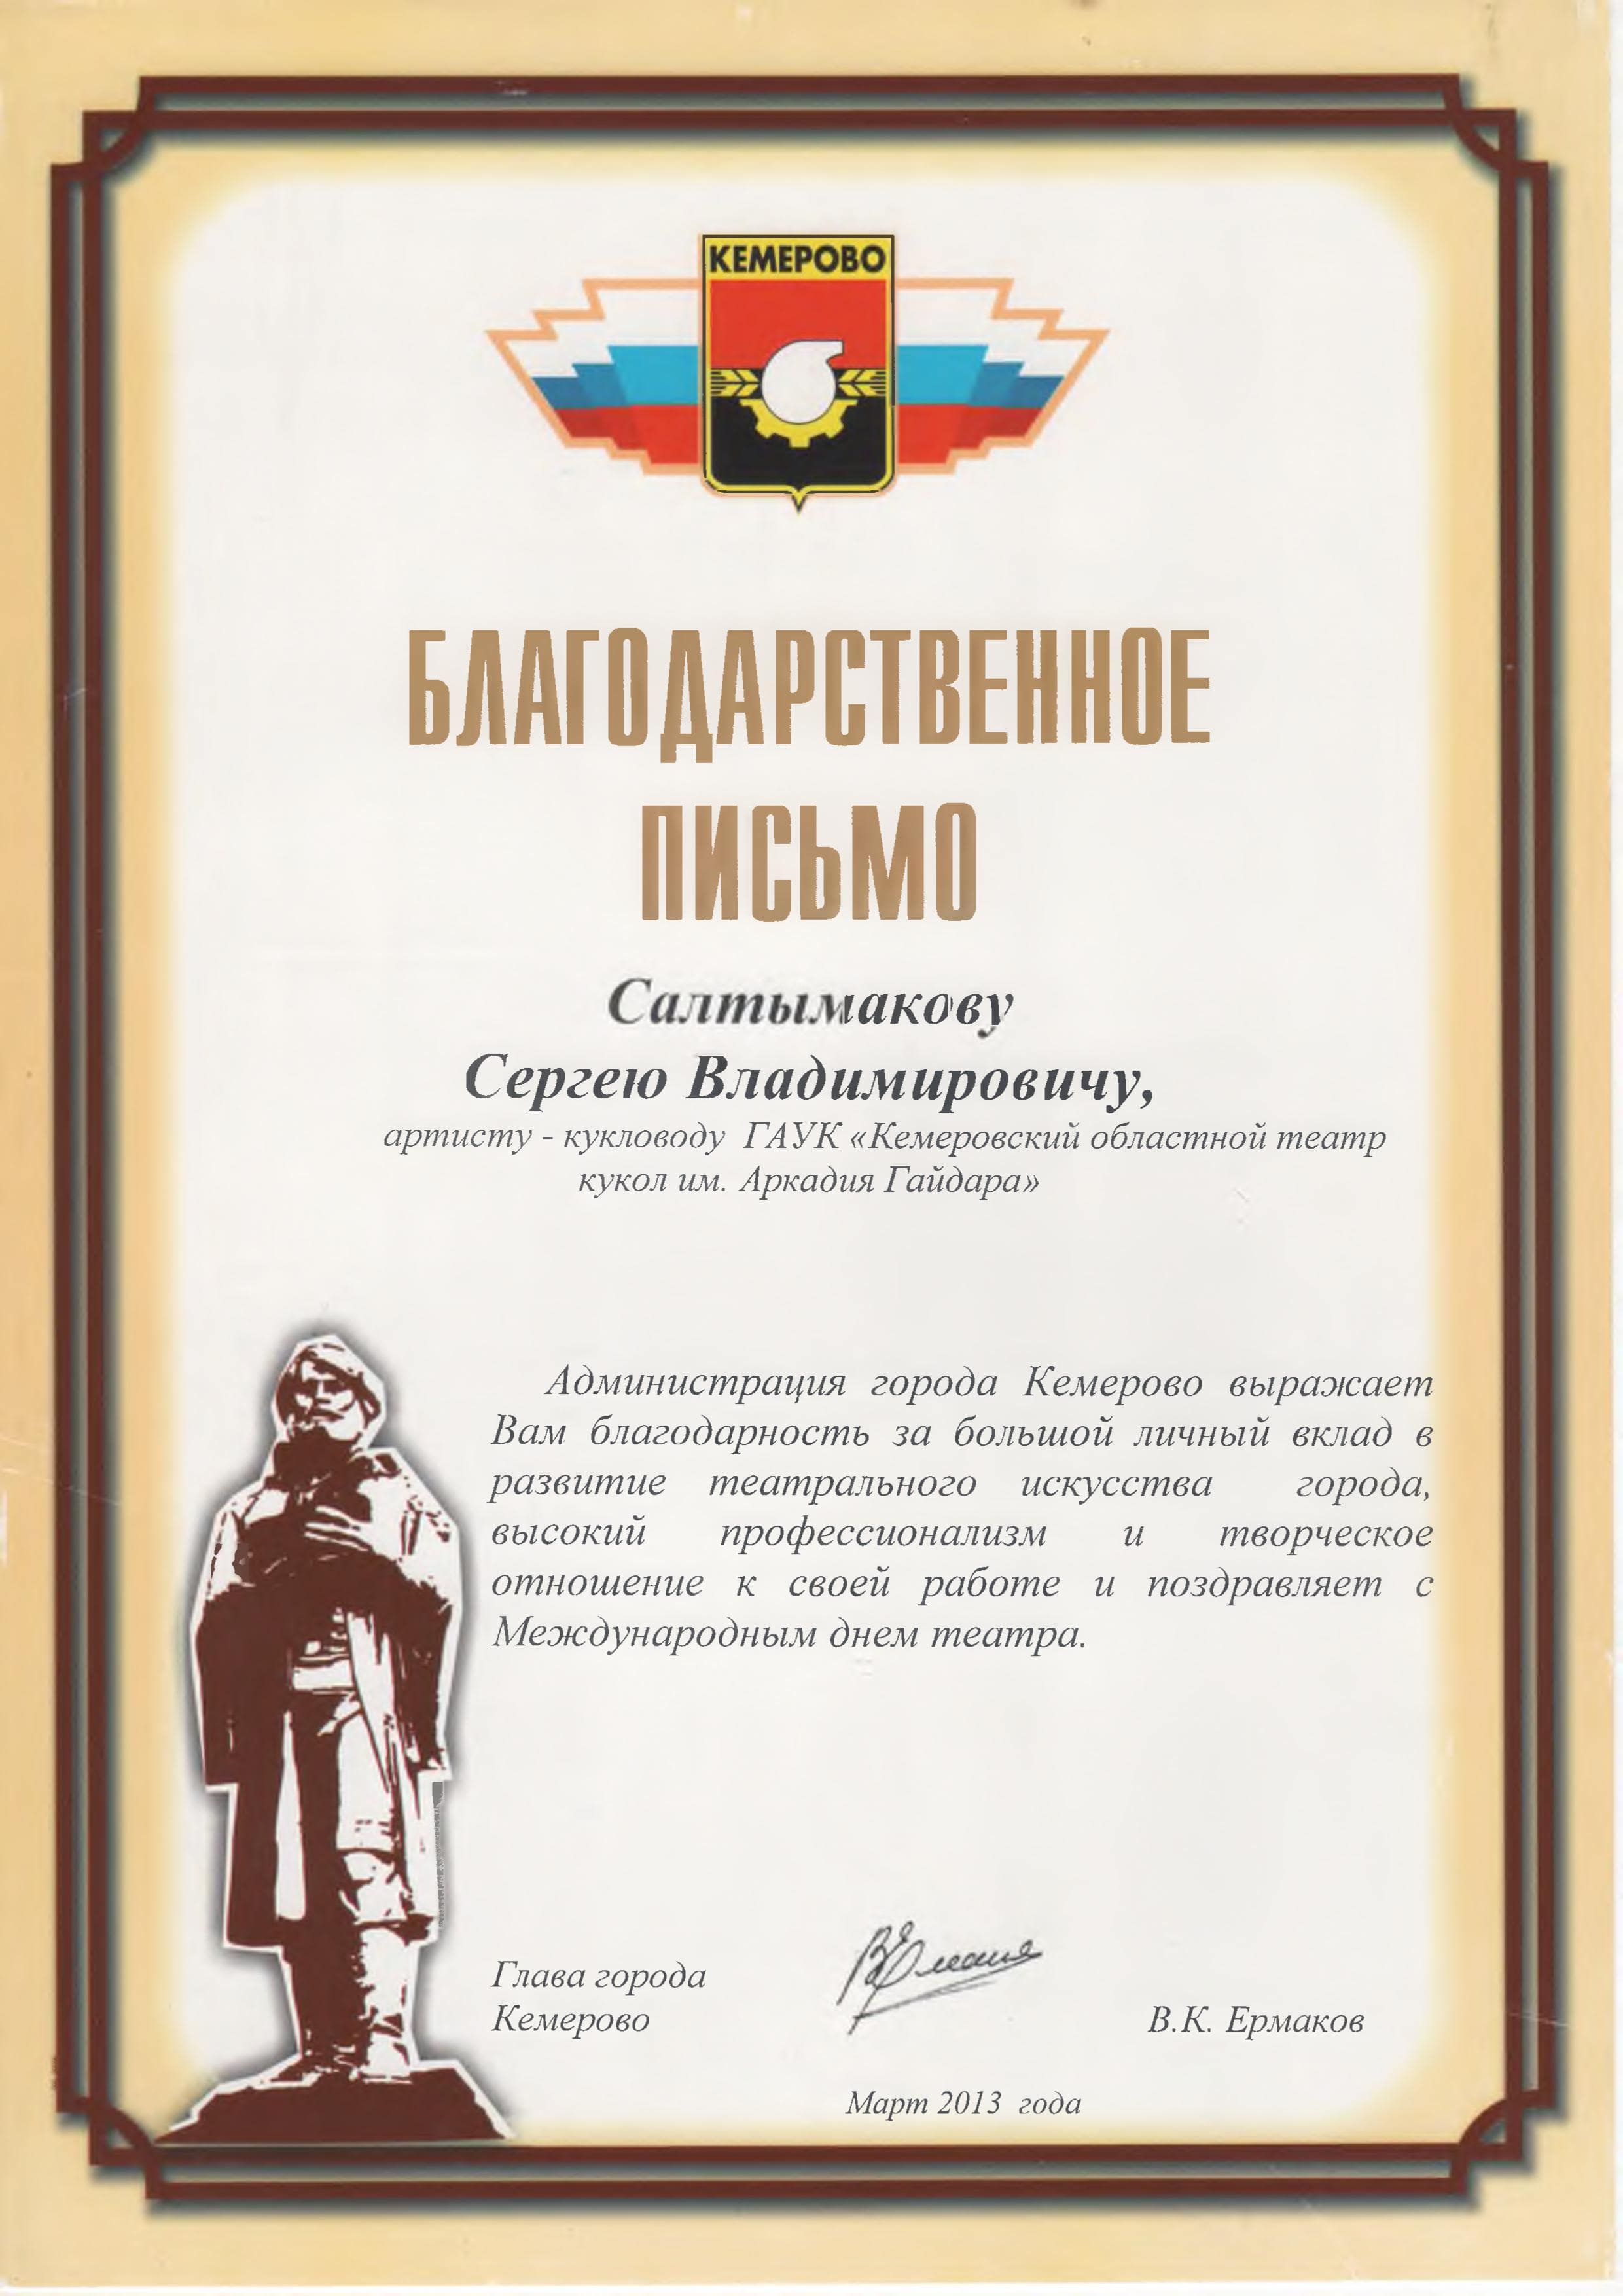 КЕМЕРОВО
БЛАГОДАРСТВЕННОЕ
ПИСЬМО
Салтымакову
Сергею Владимировичу,
артисту - кукловоду ГАУК «Кемеровский областной театр
кукол им. Аркадия Гайдара»
Администрация города Кемерово выражает
Вам благодарность за большой личный вклад в
развитие театрального искусства города,
высокий профессионализм и творческое
отношение к своей работе и поздравляет с
Международным днем театра.
Глава города
Кемерово
В.К. Ермаков
Март 2013 года